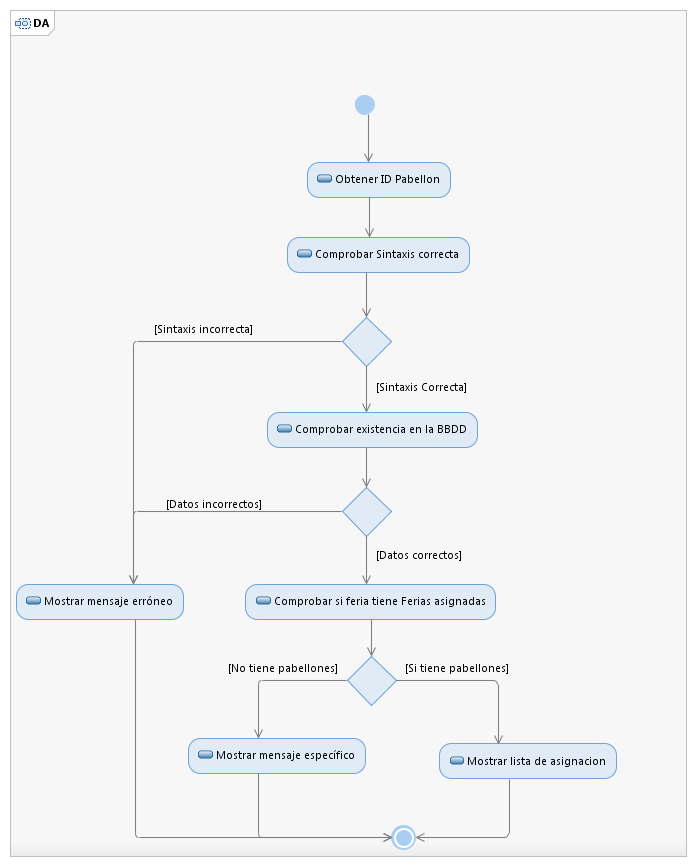 DA
Obtener ID Pabellon
Comprobar Sintaxis correcta
[Sintaxis incorrecta]
[Sintaxis Correcta]
Comprobar existencia en la BBDD
[Datos incorrectos]
[Datos correctos]
Mostrar mensaje erróneo
Comprobar si feria tiene Ferias asignadas
[No tiene pabellones]
[Si tiene pabellones]
Mostrar mensaje específico
Mostrar lista de asignacion